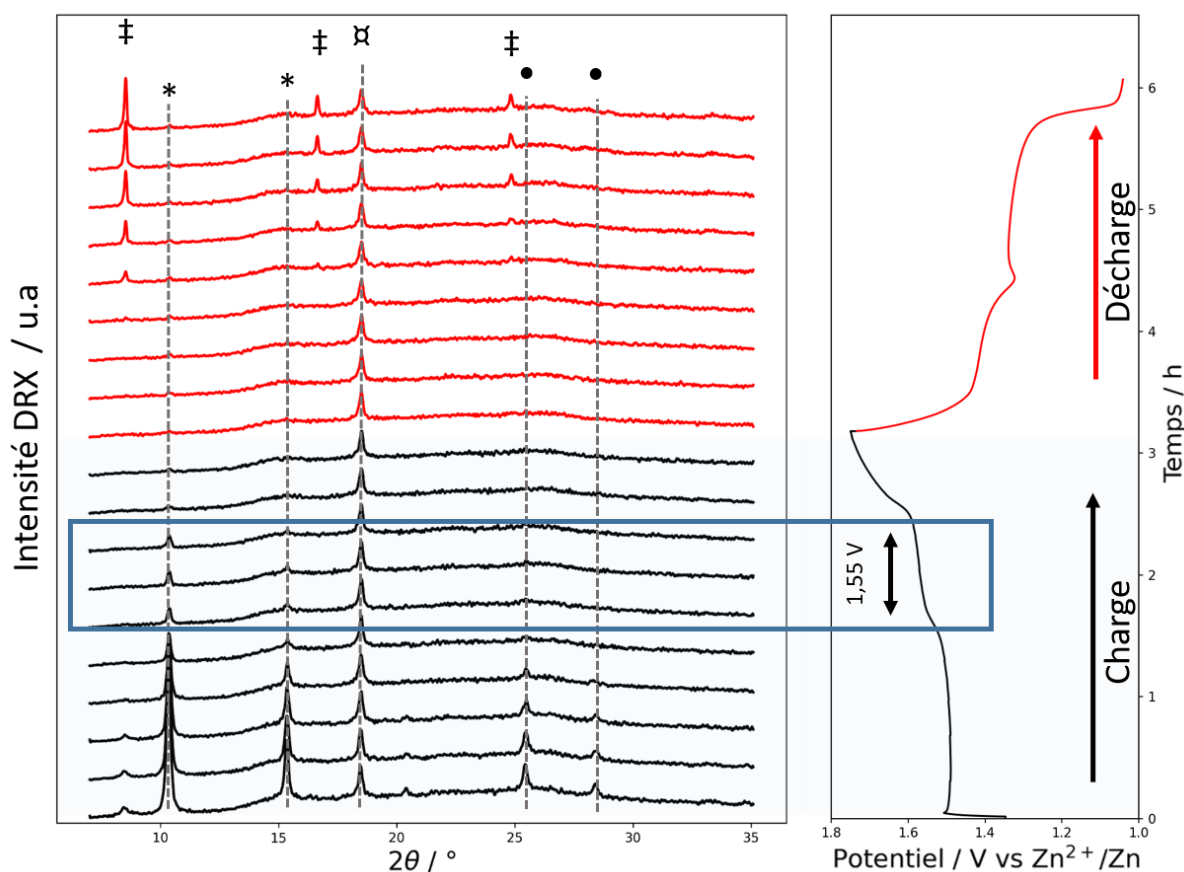 ‡ ‡ ¤ ‡
* * • •
Intensité DRX / u.a
10 15 20 25 30 35
2θ / °
1,55 V
Décharge
Charge
6
5
4
3
2
1
0
Temps / h
1.8 1.6 1.4 1.2 1.0
Potentiel / V vs Zn²⁺/Zn